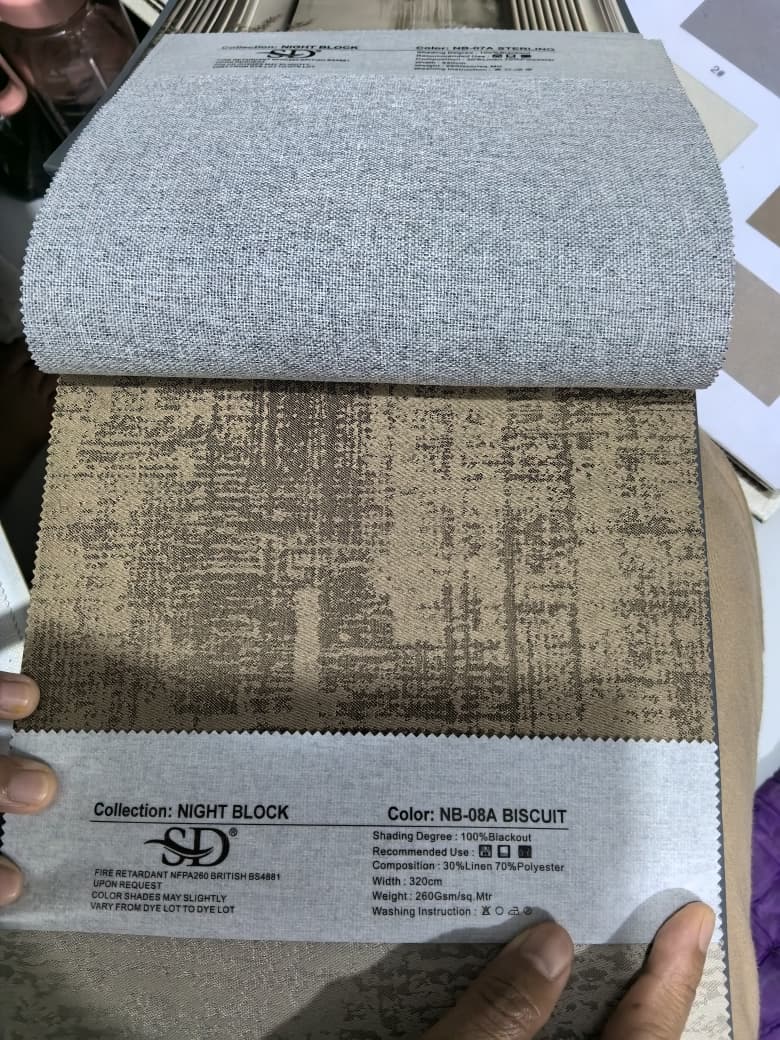 Collection: NIGHT BLOCK
Color: NB-07A STERLING
SD
Collection: NIGHT BLOCK
Color: NB-08A BISCUIT
SD®
FIRE RETARDANT NFPA260 BRITISH BS4881
UPON REQUEST
COLOR SHADES MAY SLIGHTLY
VARY FROM DYE LOT TO DYE LOT
Shading Degree : 100%Blackout
Recommended Use :
Composition : 30%Linen 70%Polyester
Width : 320cm
Weight : 260Gsm/sq.Mtr
Washing Instruction :